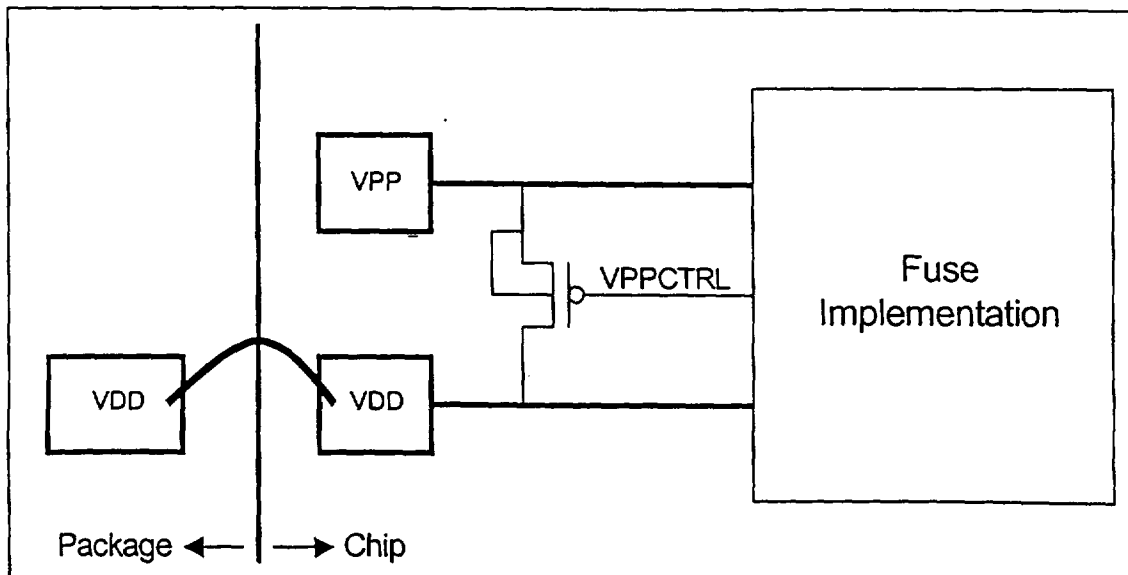 VPP
VPPCTRL
Fuse
Implementation
VDD
VDD
Package
Chip